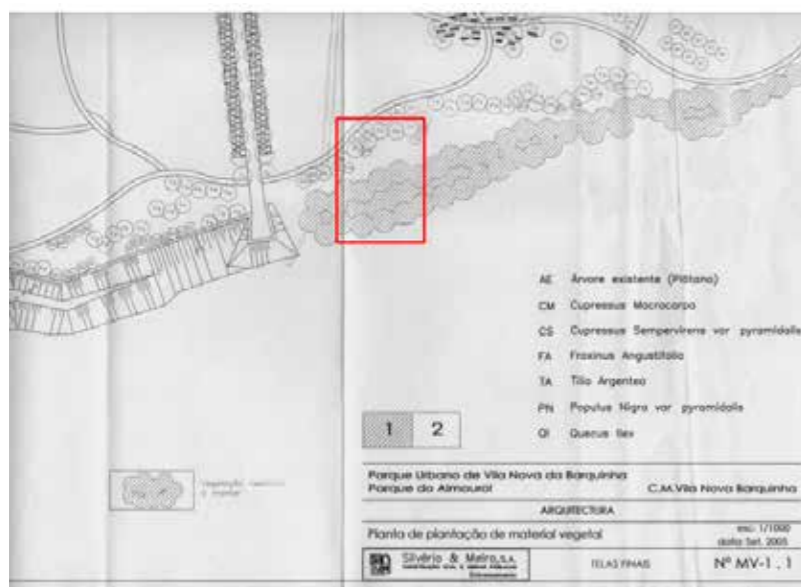 AE Árvore existente (Plátano)
CM Cupressus Macrocarpa
CS Cupressus Sempervirens var pyramidalis
FA Fraxinus Angustifolia
TA Tilia Argentea
PN Populus Nigra var pyramidalis
QI Quercus Ilex
1 2
Parque Urbano de Vila Nova da Barquinha
Parque do Almourol C.M.Vila Nova Barquinha
ARQUITECTURA
Planta de plantação de material vegetal
esc: 1/1000
data: Set. 2005
Silvério & Melro, S.A.
TELAS FINAIS
Nº MV-1 . 1